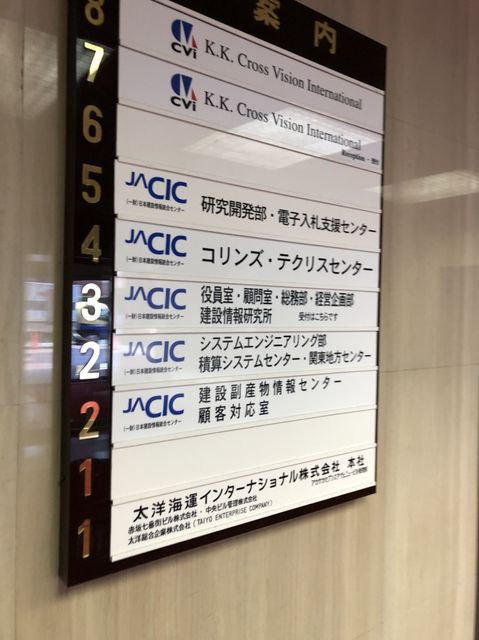 案内
8
CVi K.K. Cross Vision International
7
CVi K.K. Cross Vision International
Reception - 受付
6
5
JACIC 研究開発部・電子入札支援センター
(一財)日本建設情報総合センター
4
JACIC コリンズ・テクリスセンター
(一財)日本建設情報総合センター
3
JACIC 役員室・顧問室・総務部・経営企画部
(一財)日本建設情報総合センター 建設情報研究所 受付はこちらです
2
JACIC システムエンジニアリング部
(一財)日本建設情報総合センター 積算システムセンター・関東地方センター
2
JACIC 建設副産物情報センター
(一財)日本建設情報総合センター 顧客対応室
1
1
太洋海運インターナショナル株式会社 本社
赤坂七番街ビル株式会社・中央ビル管理株式会社
太洋総合企業株式会社 (TAIYO ENTERPRISE COMPANY)